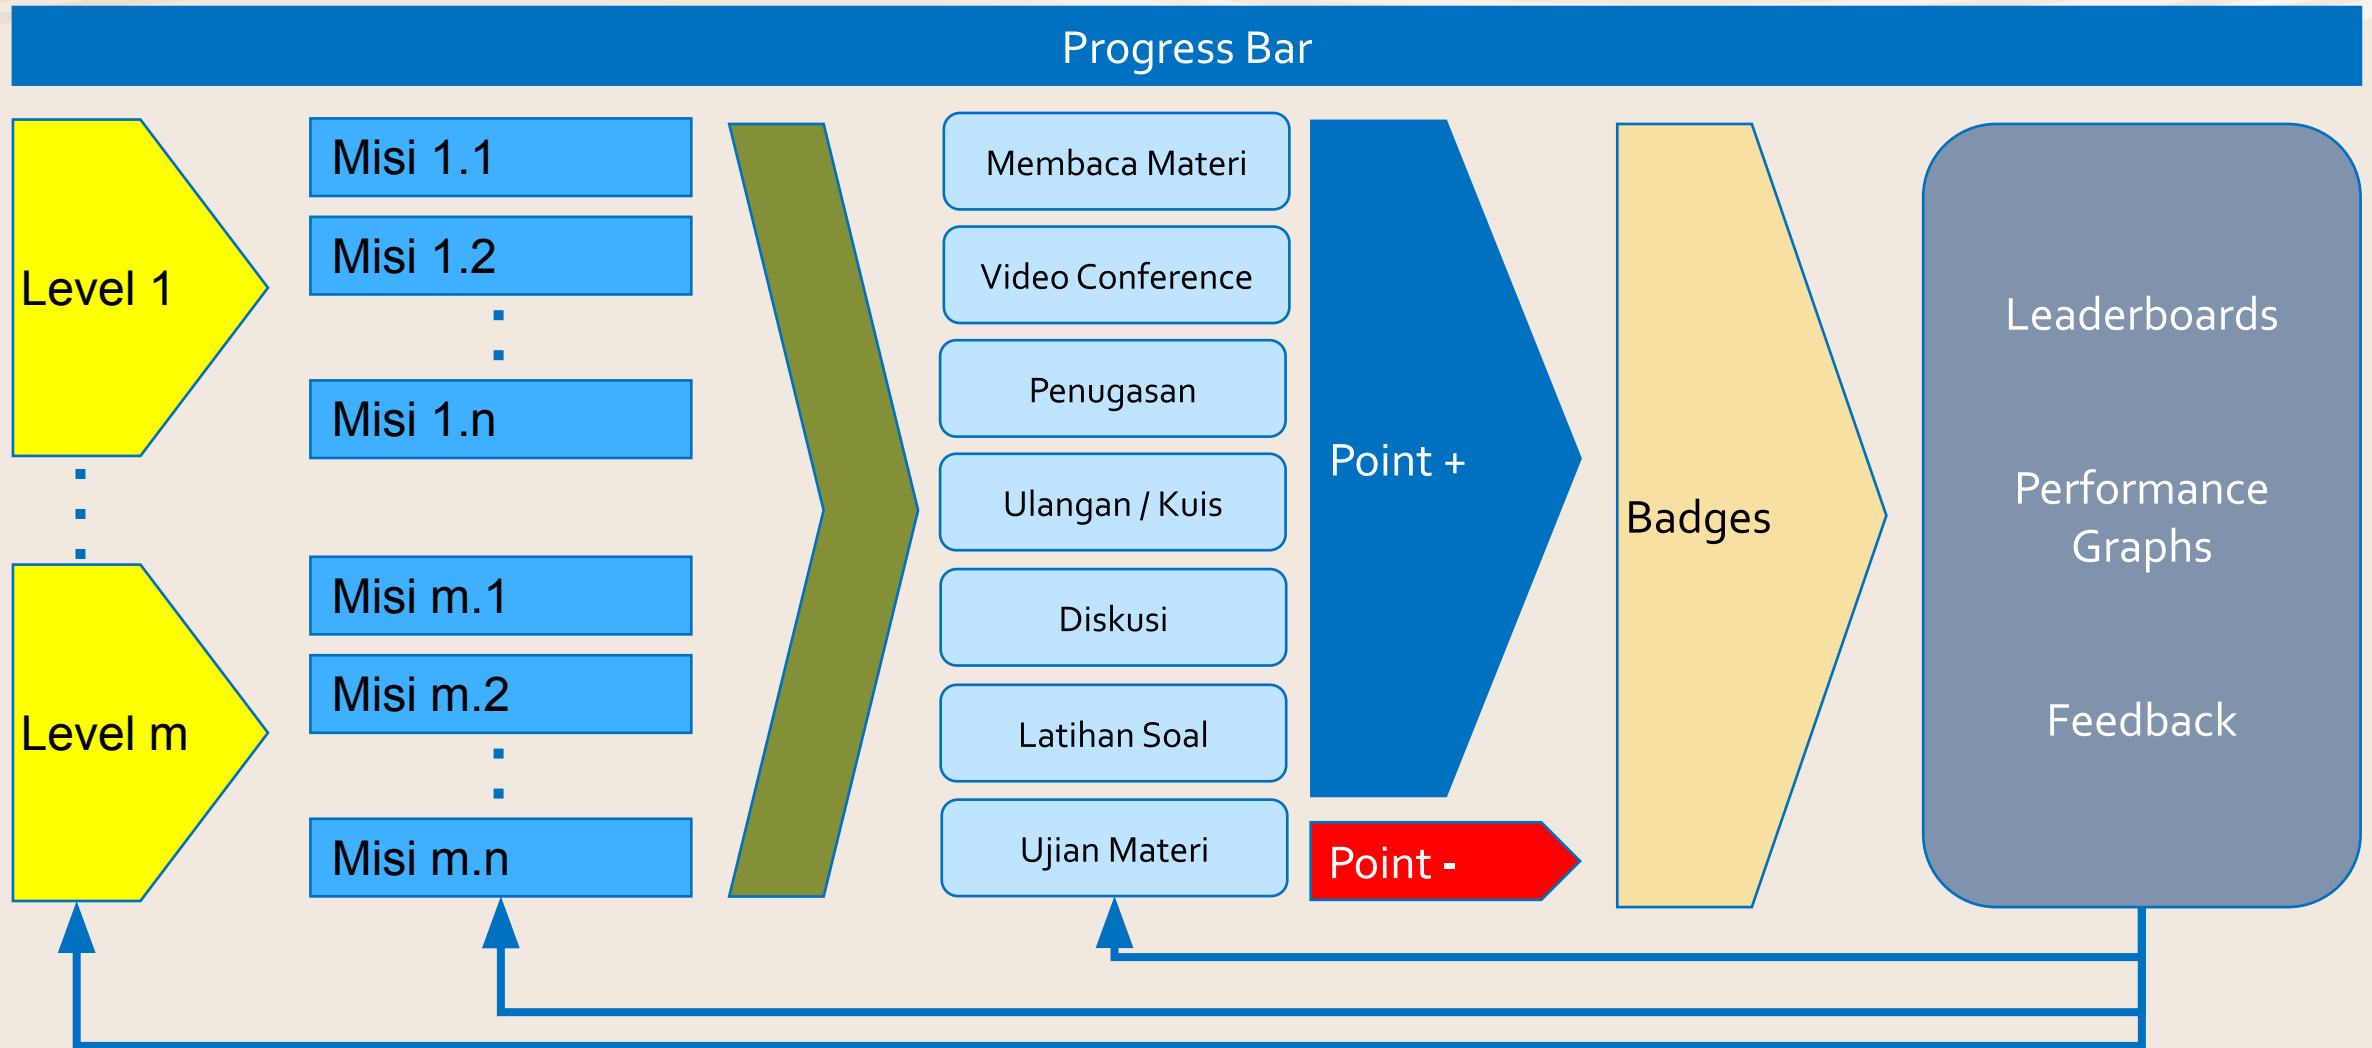 Progress Bar
Level 1
Level m
Misi 1.1
Misi 1.2
Misi 1.n
Misi m.1
Misi m.2
Misi m.n
Membaca Materi
Video Conference
Penugasan
Ulangan / Kuis
Diskusi
Latihan Soal
Ujian Materi
Point +
Point -
Badges
Leaderboards
Performance
Graphs
Feedback